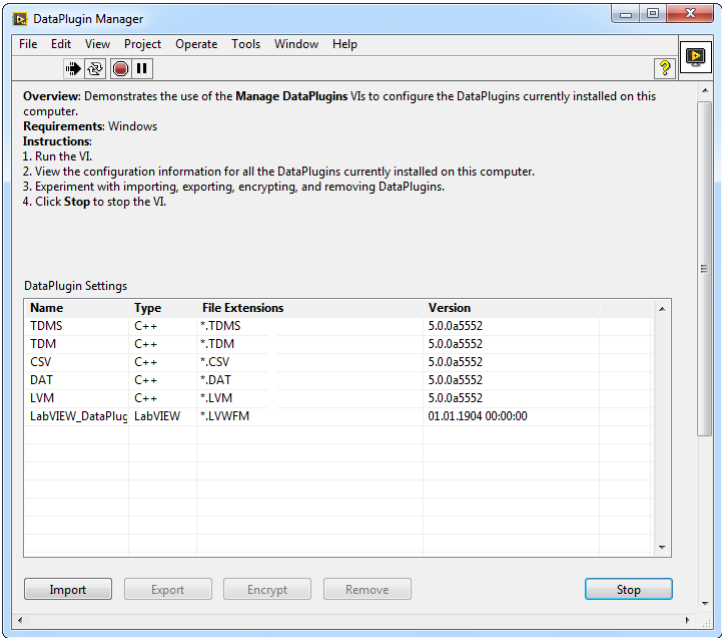 DataPlugin Manager
File Edit View Project Operate Tools Window Help
?
Overview: Demonstrates the use of the Manage DataPlugins VIs to configure the DataPlugins currently installed on this
computer.
Requirements: Windows
Instructions:
1. Run the VI.
2. View the configuration information for all the DataPlugins currently installed on this computer.
3. Experiment with importing, exporting, encrypting, and removing DataPlugins.
4. Click Stop to stop the VI.
DataPlugin Settings
Name Type File Extensions Version
TDMS C++ *.TDMS 5.0.0a5552
TDM C++ *.TDM 5.0.0a5552
CSV C++ *.CSV 5.0.0a5552
DAT C++ *.DAT 5.0.0a5552
LVM C++ *.LVM 5.0.0a5552
LabVIEW_DataPlug LabVIEW *.LVWFM 01.01.1904 00:00:00
Import Export Encrypt Remove Stop